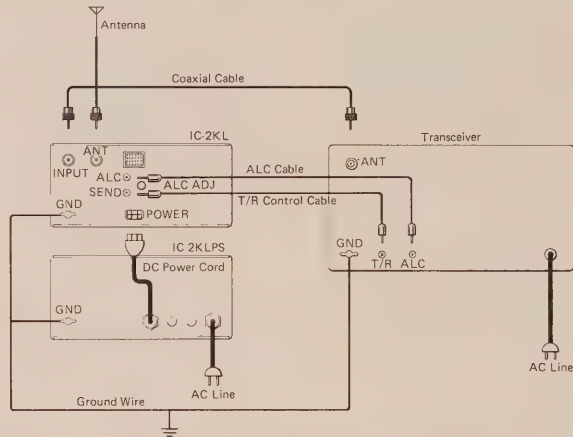 Antenna
Coaxial Cable
IC-2KL
Transceiver
ANT
INPUT
ALC
ALC ADJ
SEND
ALC Cable
T/R Control Cable
ANT
GND
POWER
IC 2KLPS
DC Power Cord
GND
GND
T/R
ALC
AC Line
AC Line
Ground Wire